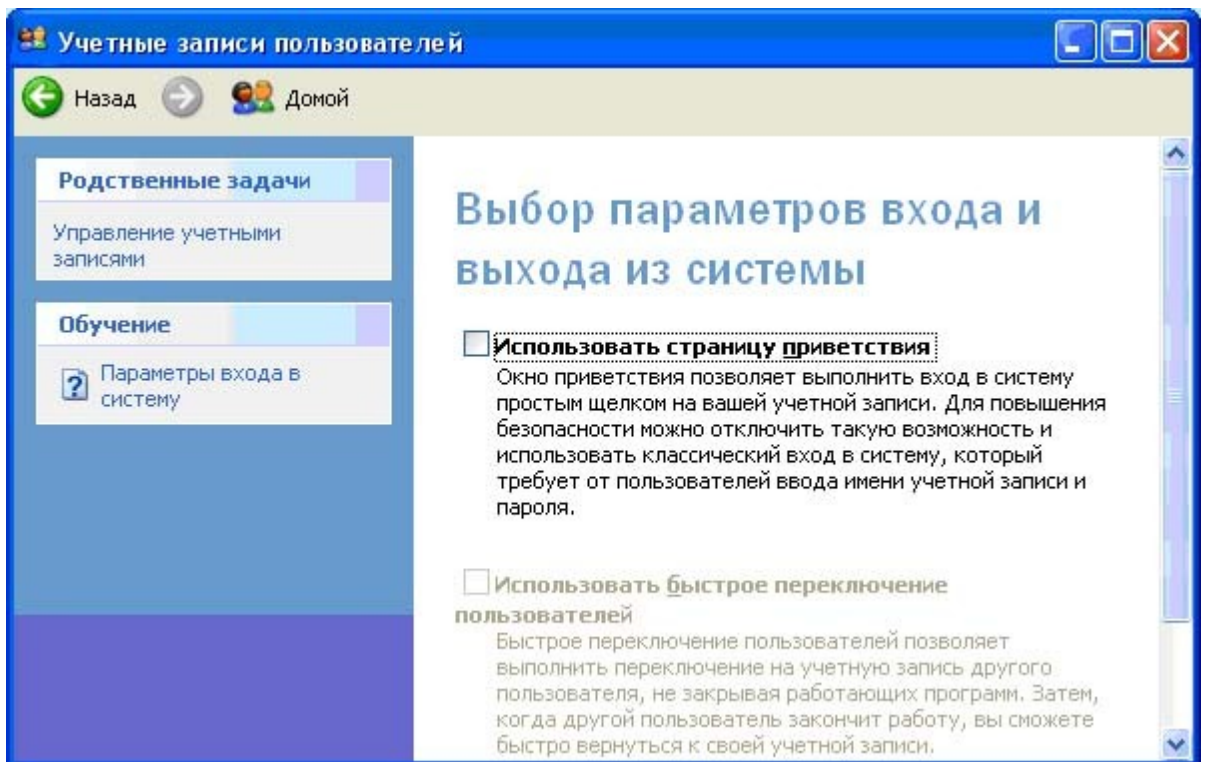 Учетные записи пользователей
Назад
Домой
Родственные задачи
Управление учетными
записями
Обучение
Параметры входа в
систему
Выбор параметров входа и
выхода из системы
Использовать страницу приветствия
Окно приветствия позволяет выполнить вход в систему
простым щелком на вашей учетной записи. Для повышения
безопасности можно отключить такую возможность и
использовать классический вход в систему, который
требует от пользователей ввода имени учетной записи и
пароля.
Использовать быстрое переключение
пользователей
Быстрое переключение пользователей позволяет
выполнить переключение на учетную запись другого
пользователя, не закрывая работающих программ. Затем,
когда другой пользователь закончит работу, вы сможете
быстро вернуться к своей учетной записи.